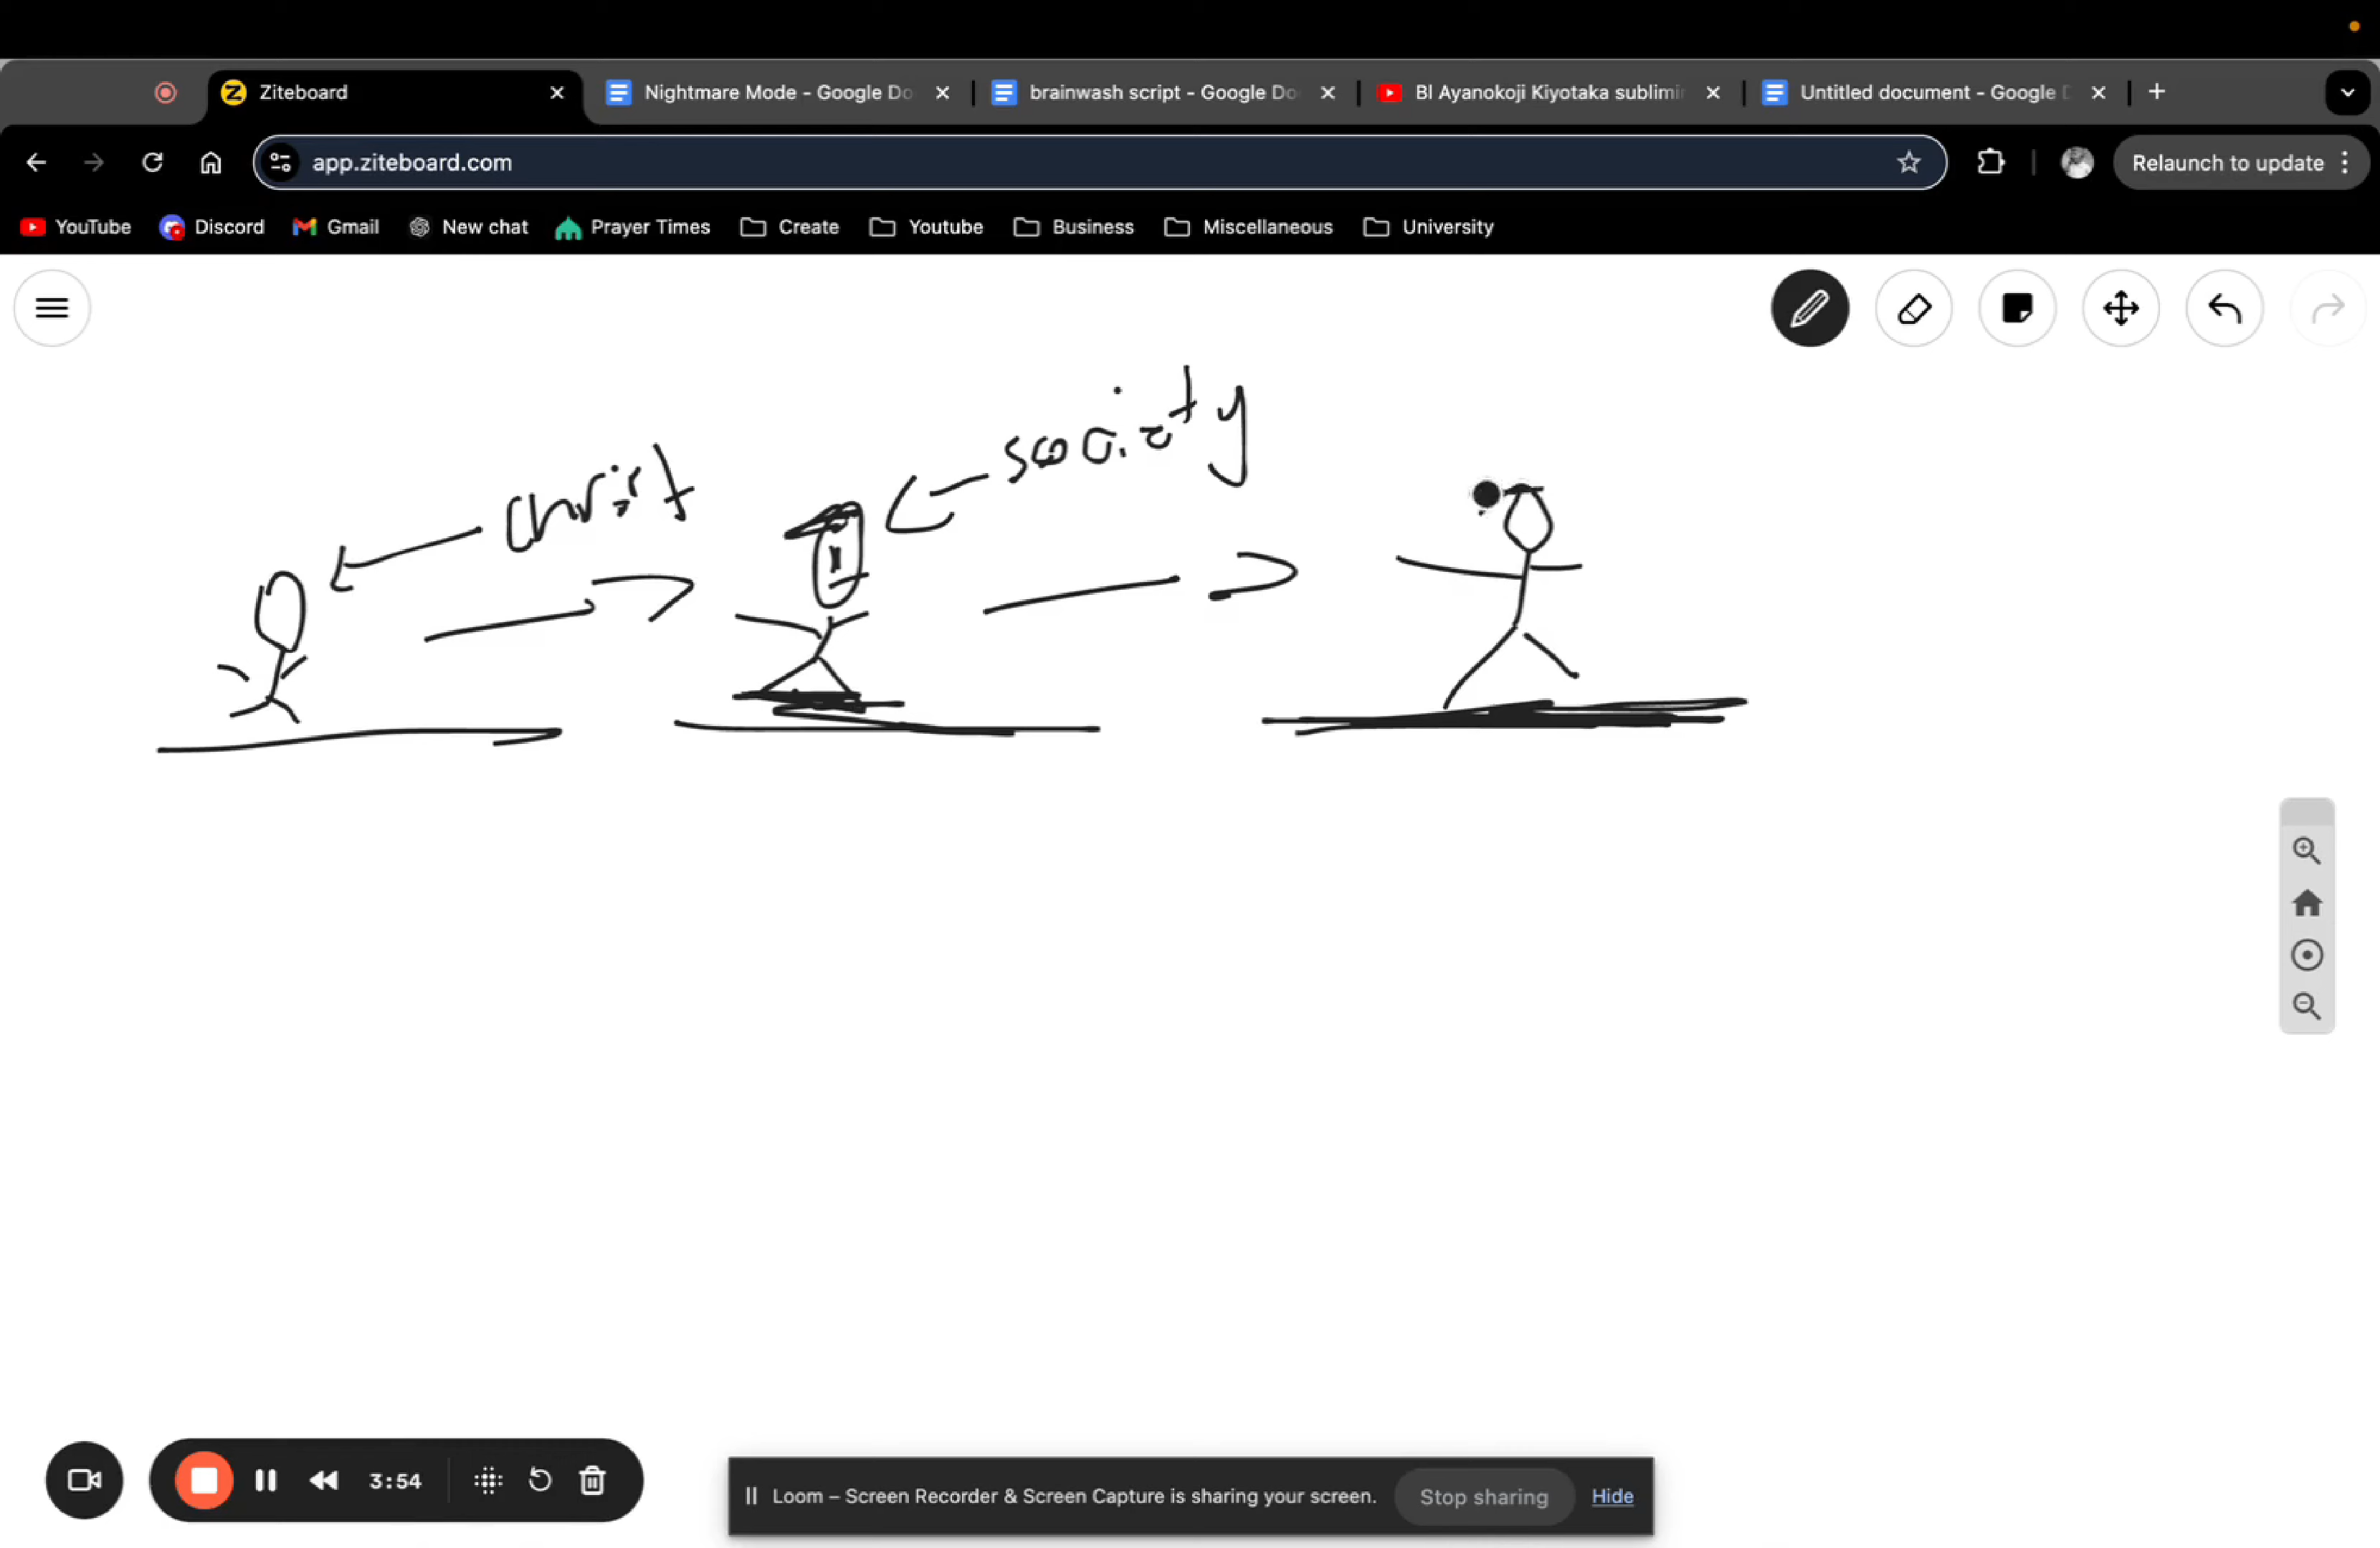 Ziteboard
Nightmare Mode - Google Do
brainwash script - Google Do
Bl Ayanokoji Kiyotaka sublimi
Untitled document - Google D
app.ziteboard.com
Relaunch to update
YouTube
Discord
Gmail
New chat
Prayer Times
Create
Youtube
Business
Miscellaneous
University
society
christ
3:54
Loom – Screen Recorder & Screen Capture is sharing your screen.
Stop sharing
Hide